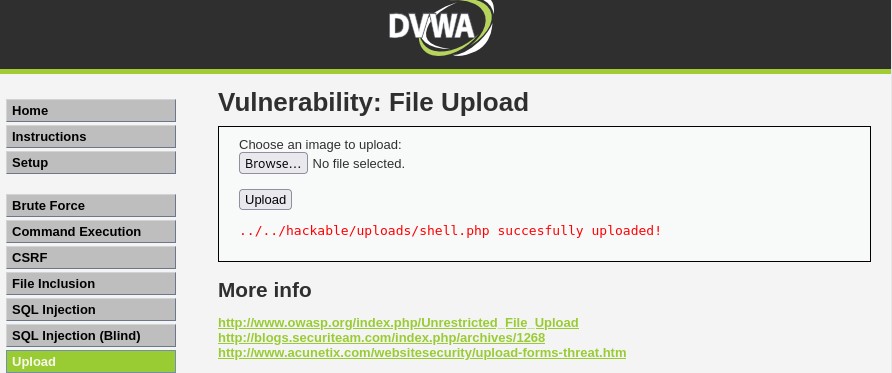 DVWA
Home
Instructions
Setup
Brute Force
Command Execution
CSRF
File Inclusion
SQL Injection
SQL Injection (Blind)
Upload
Vulnerability: File Upload
Choose an image to upload:
Browse... No file selected.
Upload
../../hackable/uploads/shell.php succesfully uploaded!
More info
http://www.owasp.org/index.php/Unrestricted_File_Upload
http://blogs.securiteam.com/index.php/archives/1268
http://www.acunetix.com/websitesecurity/upload-forms-threat.htm